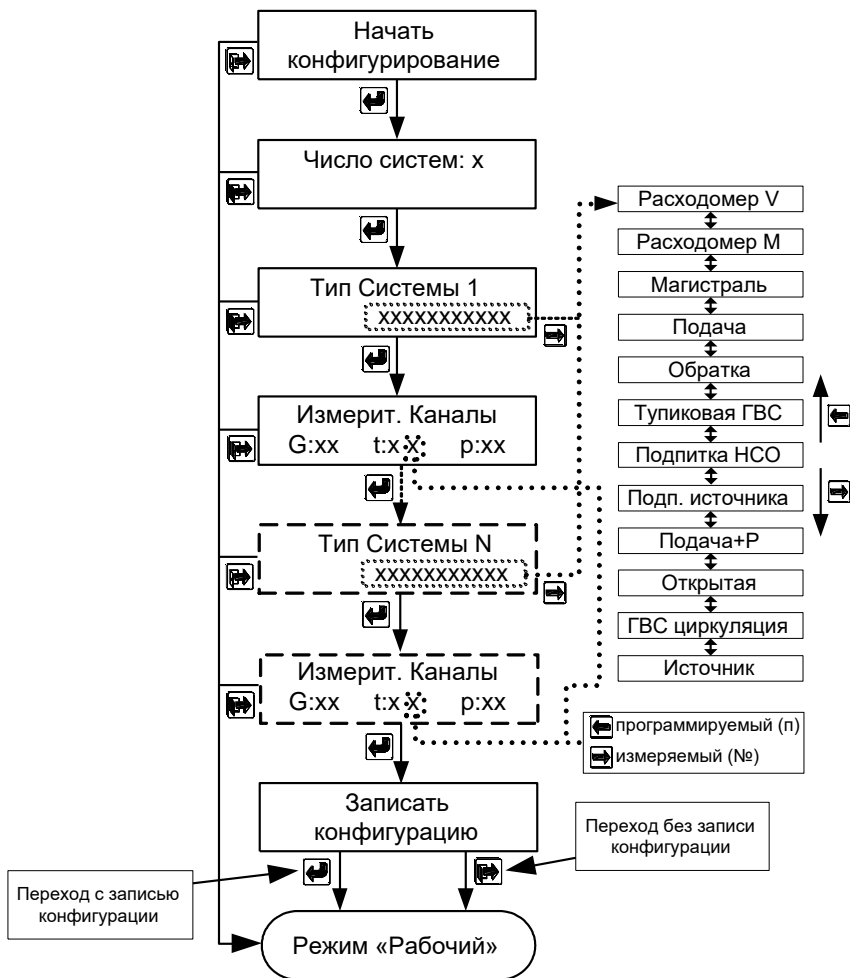 Начать
конфигурирование
Число систем: x
Тип Системы 1
xxxxxxxxxxx
Измерит. Каналы
G:xx t:x x p:xx
Тип Системы N
xxxxxxxxxxx
Измерит. Каналы
G:xx t:x x p:xx
Записать
конфигурацию
Переход с записью
конфигурации
Переход без записи
конфигурации
Режим «Рабочий»
Расходомер V
Расходомер M
Магистраль
Подача
Обратка
Тупиковая ГВС
Подпитка НСО
Подп. источника
Подача+Р
Открытая
ГВС циркуляция
Источник
программируемый (п)
измеряемый (№)